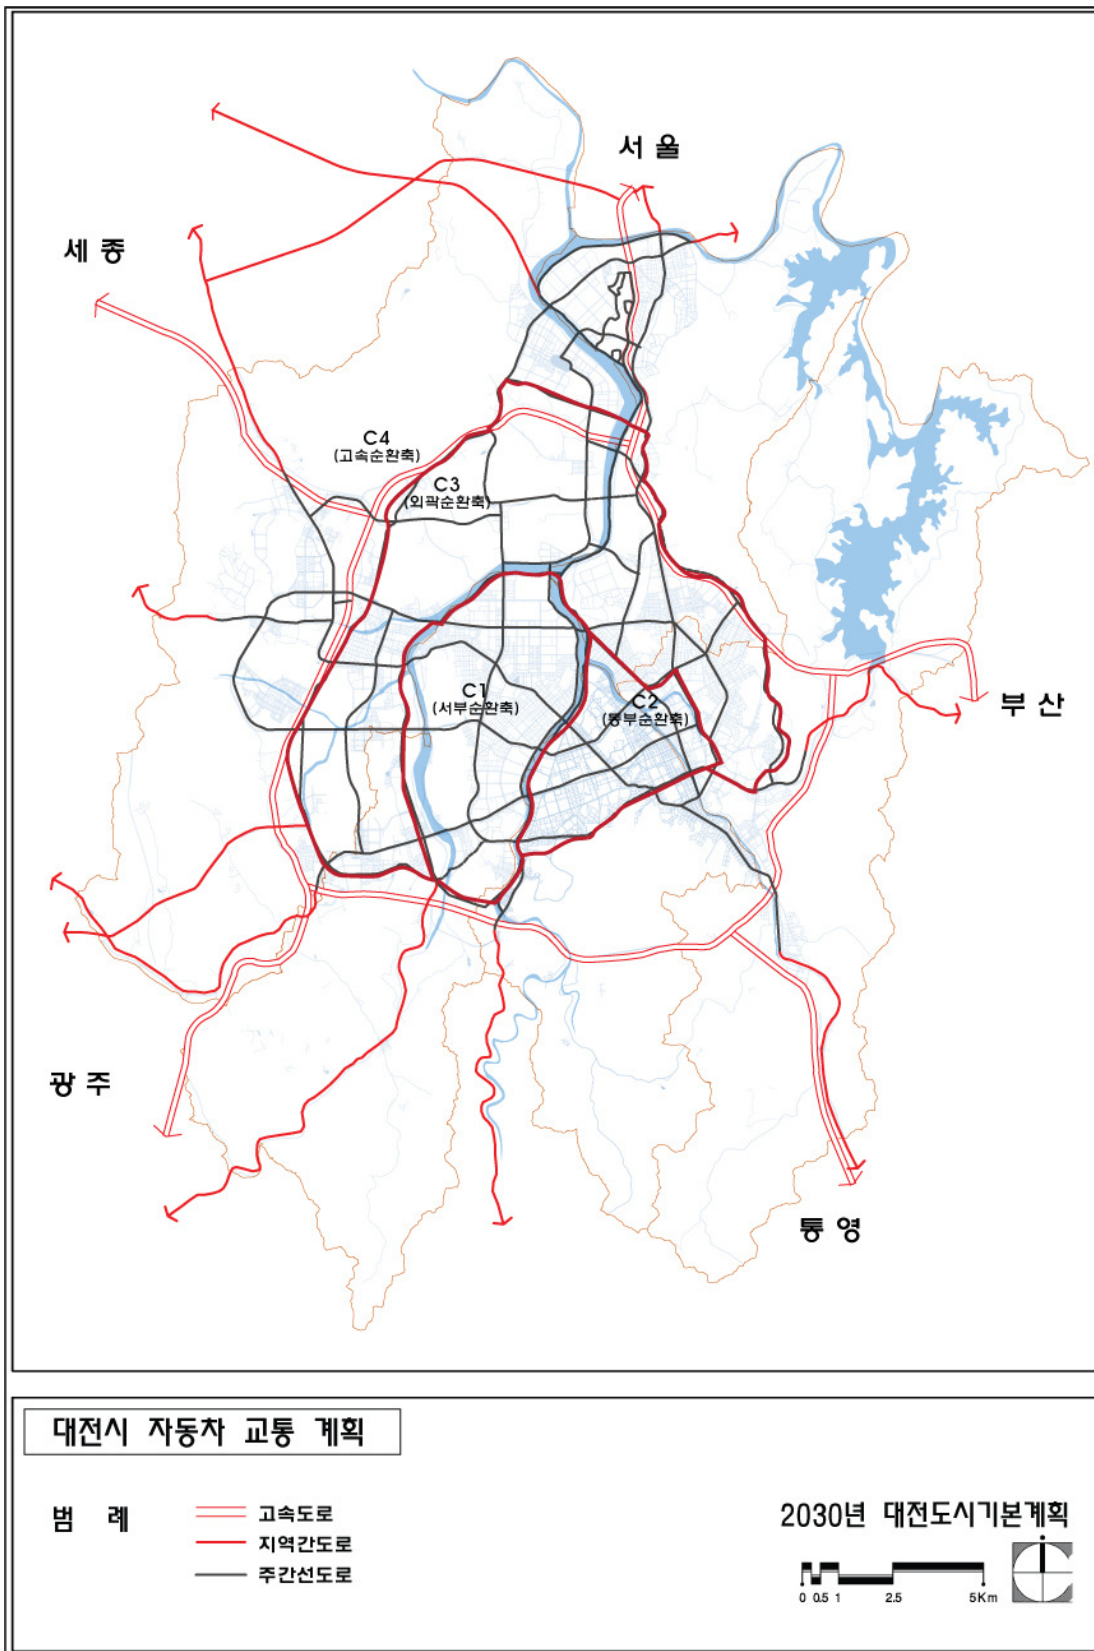 서 울
세 종
C4
(고속순환축)
C3
(외곽순환축)
C1
(서부순환축)
C2
(동부순환축)
부 산
광 주
통 영
대전시 자동차 교통 계획
범 례
고속도로
지역간도로
주간선도로
2030년 대전도시기본계획
0 0.5 1 2.5 5Km